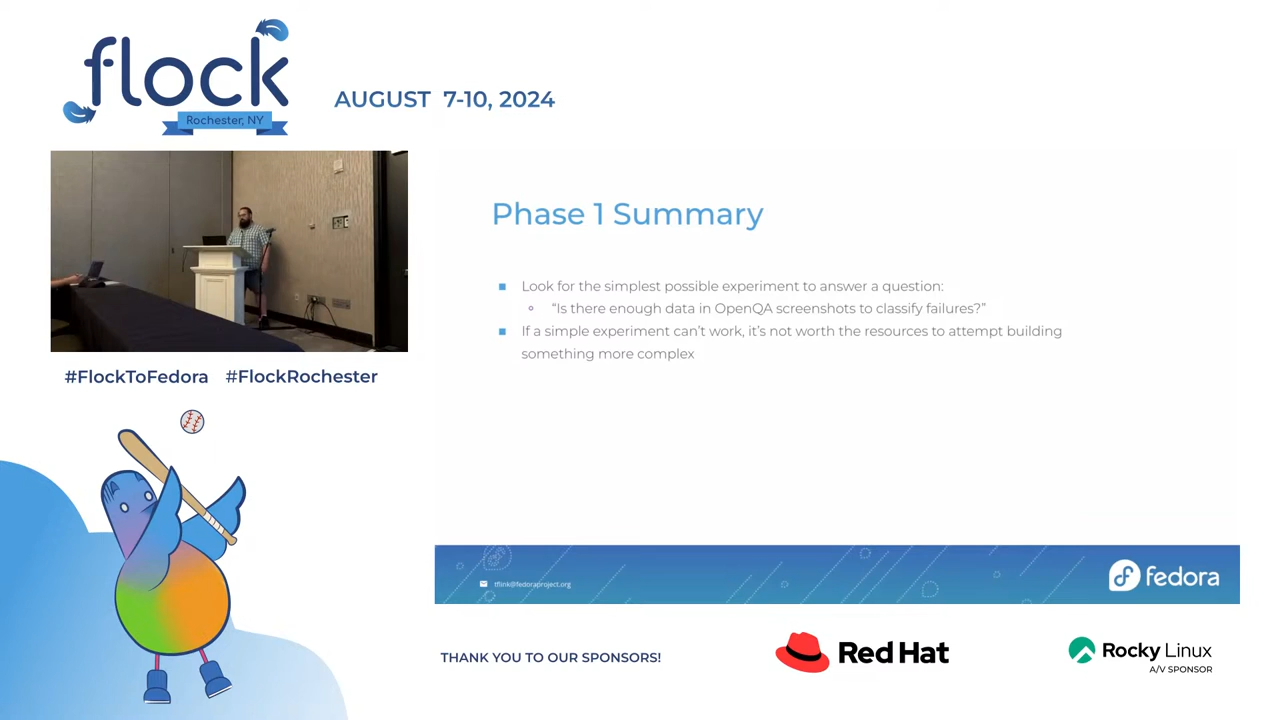 flock
Rochester, NY
AUGUST 7-10, 2024
#FlockToFedora #FlockRochester
Phase 1 Summary
Look for the simplest possible experiment to answer a question:
“Is there enough data in OpenQA screenshots to classify failures?”
If a simple experiment can’t work, it’s not worth the resources to attempt building
something more complex
tflink@fedoraproject.org
fedora
THANK YOU TO OUR SPONSORS!
Red Hat
Rocky Linux
A/V SPONSOR